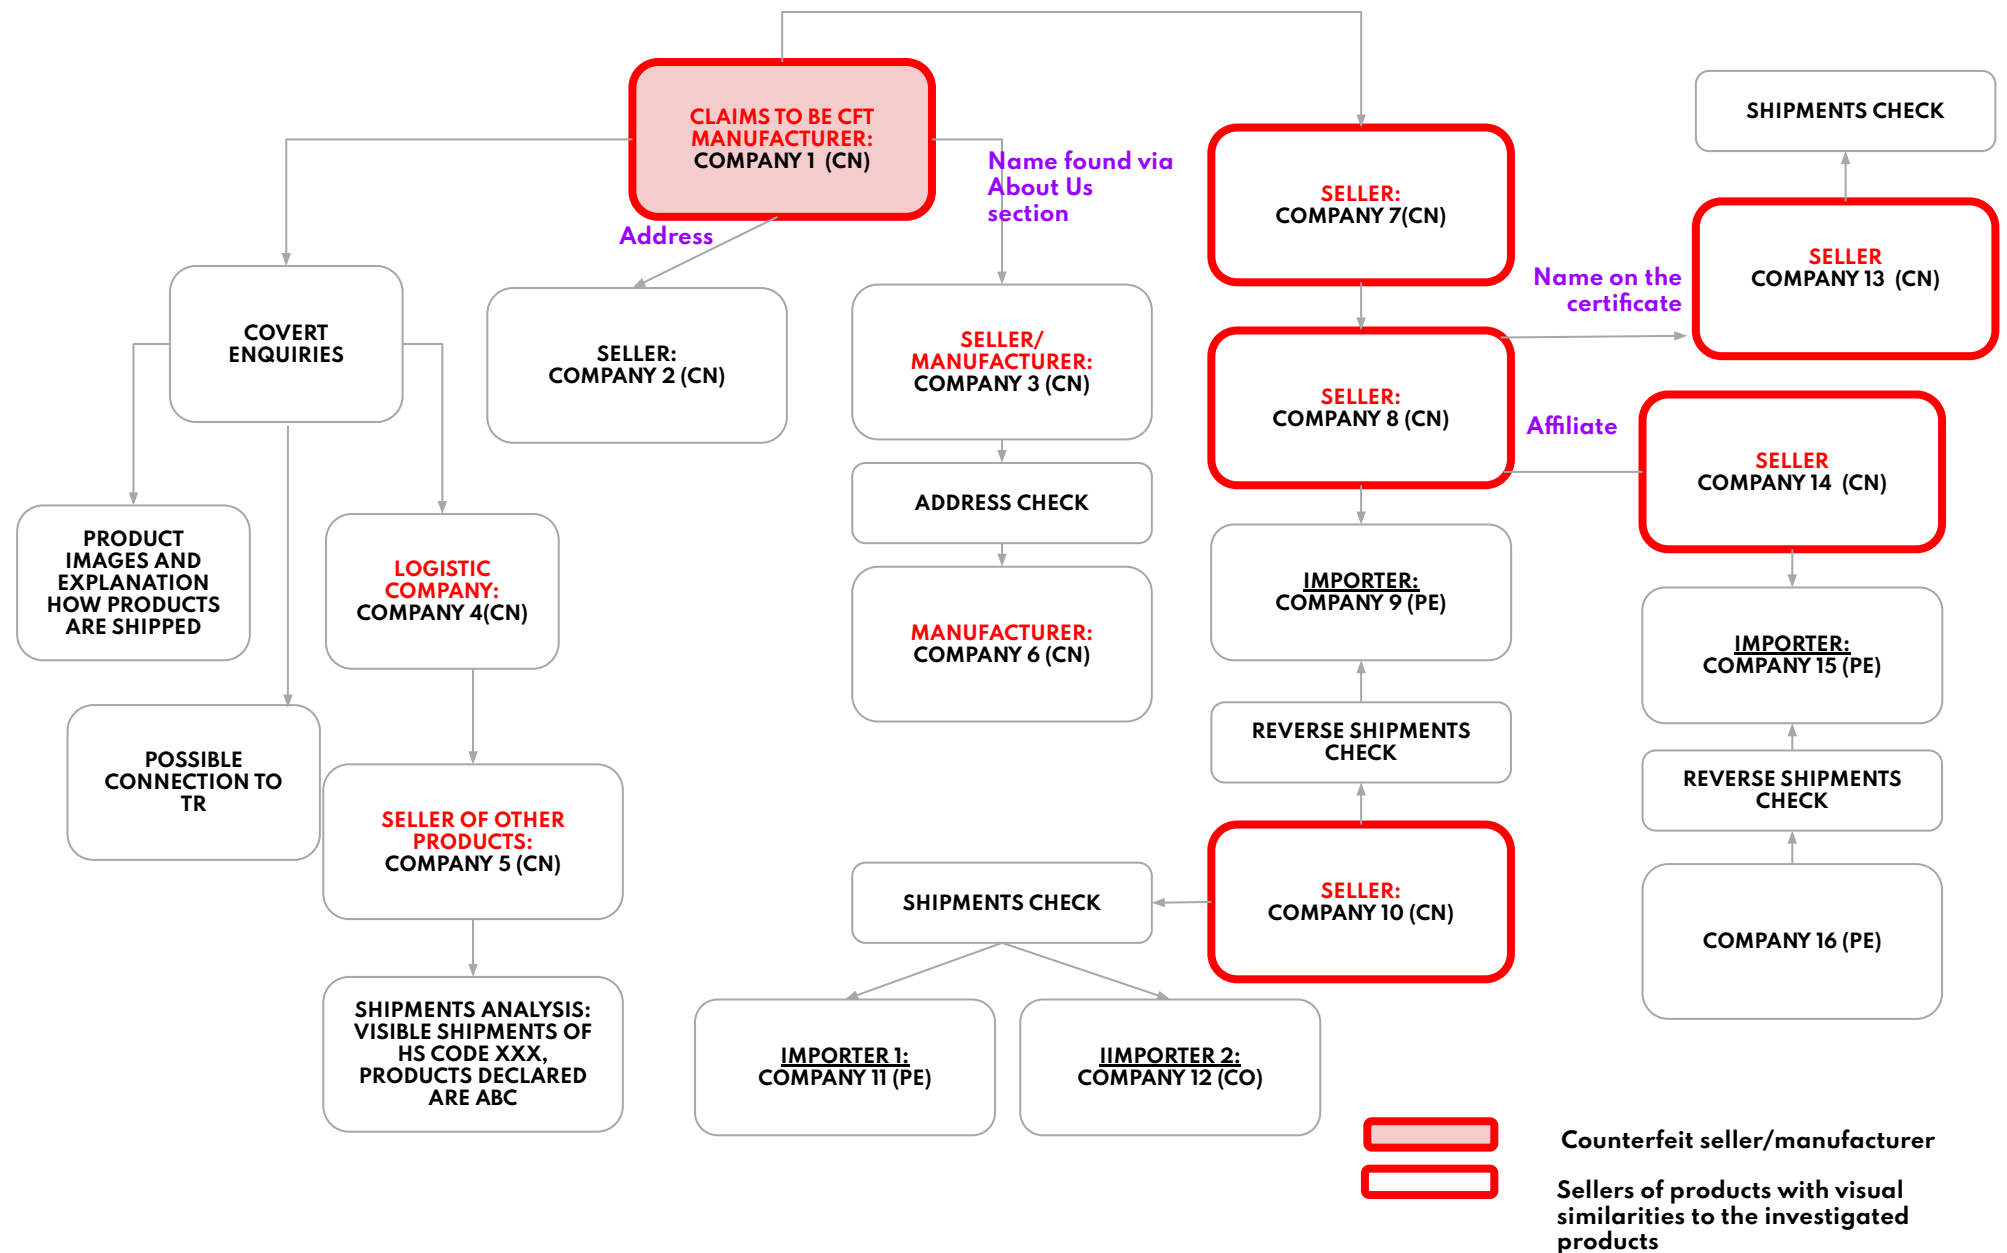 CLAIMS TO BE CFT
MANUFACTURER:
COMPANY 1 (CN)
SHIPMENTS CHECK
Name found via
About Us
section
Address
SELLER:
COMPANY 7(CN)
SELLER
COMPANY 13 (CN)
Name on the
certificate
COVERT
ENQUIRIES
SELLER:
COMPANY 2 (CN)
SELLER/
MANUFACTURER:
COMPANY 3 (CN)
SELLER:
COMPANY 8 (CN)
Affiliate
SELLER
COMPANY 14 (CN)
ADDRESS CHECK
PRODUCT
IMAGES AND
EXPLANATION
HOW PRODUCTS
ARE SHIPPED
LOGISTIC
COMPANY:
COMPANY 4(CN)
IMPORTER:
COMPANY 9 (PE)
MANUFACTURER:
COMPANY 6 (CN)
IMPORTER:
COMPANY 15 (PE)
REVERSE SHIPMENTS
CHECK
REVERSE SHIPMENTS
CHECK
POSSIBLE
CONNECTION TO
TR
SELLER OF OTHER
PRODUCTS:
COMPANY 5 (CN)
SHIPMENTS CHECK
SELLER:
COMPANY 10 (CN)
COMPANY 16 (PE)
SHIPMENTS ANALYSIS:
VISIBLE SHIPMENTS OF
HS CODE XXX,
PRODUCTS DECLARED
ARE ABC
IMPORTER 1:
COMPANY 11 (PE)
IIMPORTER 2:
COMPANY 12 (CO)
Counterfeit seller/manufacturer
Sellers of products with visual
similarities to the investigated
products